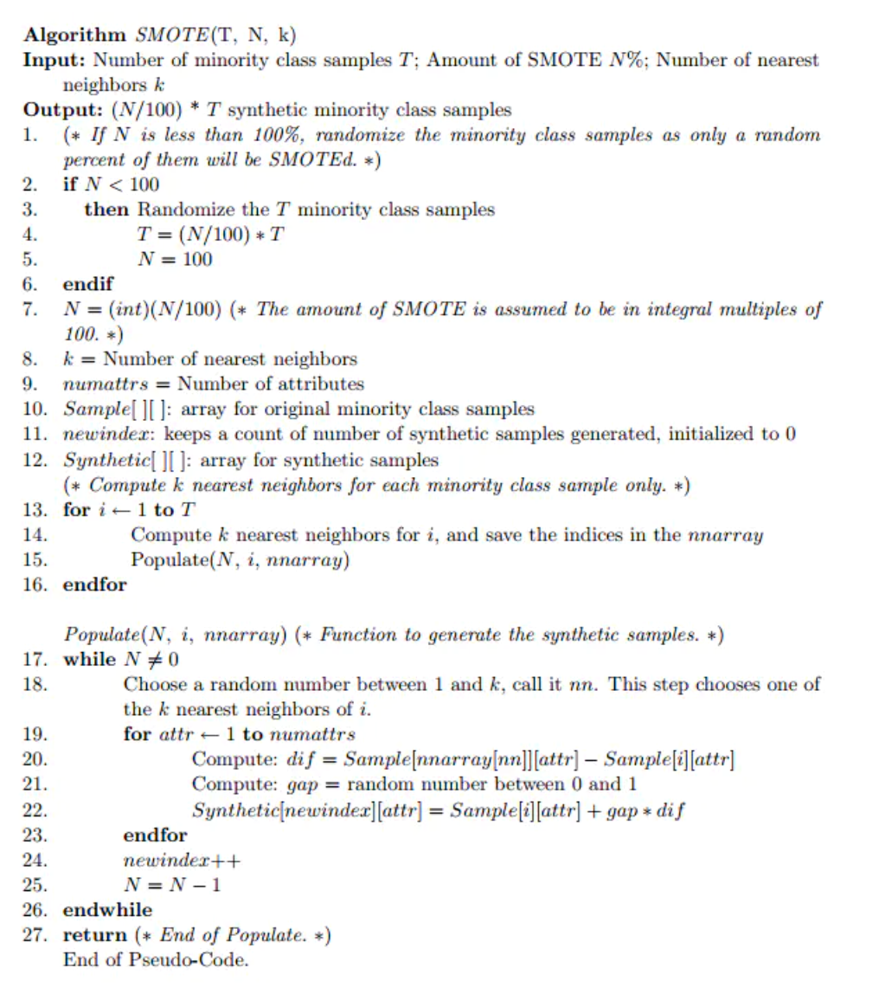 Algorithm SMOTE(T, N, k)
Input: Number of minority class samples T; Amount of SMOTE N%; Number of nearest
neighbors k
Output: (N/100) * T synthetic minority class samples
1. (* If N is less than 100%, randomize the minority class samples as only a random
percent of them will be SMOTEd. *)
2. if N < 100
3. then Randomize the T minority class samples
4. T = (N/100) * T
5. N = 100
6. endif
7. N = (int)(N/100) (* The amount of SMOTE is assumed to be in integral multiples of
100. *)
8. k = Number of nearest neighbors
9. numattrs = Number of attributes
10. Sample[ ][ ]: array for original minority class samples
11. newindex: keeps a count of number of synthetic samples generated, initialized to 0
12. Synthetic[ ][ ]: array for synthetic samples
(* Compute k nearest neighbors for each minority class sample only. *)
13. for i ← 1 to T
14. Compute k nearest neighbors for i, and save the indices in the nnarray
15. Populate(N, i, nnarray)
16. endfor
Populate(N, i, nnarray) (* Function to generate the synthetic samples. *)
17. while N ≠ 0
18. Choose a random number between 1 and k, call it nn. This step chooses one of
the k nearest neighbors of i.
19. for attr ← 1 to numattrs
20. Compute: dif = Sample[nnarray[nn]][attr] − Sample[i][attr]
21. Compute: gap = random number between 0 and 1
22. Synthetic[newindex][attr] = Sample[i][attr] + gap * dif
23. endfor
24. newindex++
25. N = N − 1
26. endwhile
27. return (* End of Populate. *)
End of Pseudo-Code.